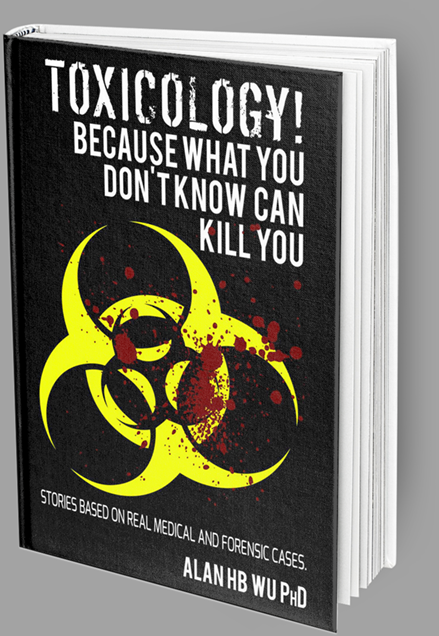 TOXICOLOGY!
BECAUSE WHAT YOU
DON'T KNOW CAN
KILL YOU
STORIES BASED ON REAL MEDICAL AND FORENSIC CASES.
ALAN HB WU PHD